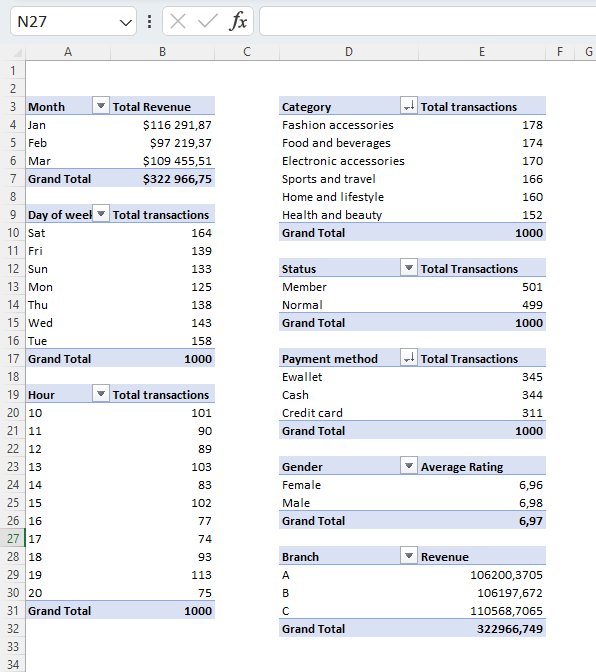 N27 fx
A B C D E F G
1
2
3 Month Total Revenue Category Total transactions
4 Jan $116 291,87 Fashion accessories 178
5 Feb $97 219,37 Food and beverages 174
6 Mar $109 455,51 Electronic accessories 170
7 Grand Total $322 966,75 Sports and travel 166
8 Home and lifestyle 160
9 Day of week Total transactions Health and beauty 152
10 Sat 164 Grand Total 1000
11 Fri 139
12 Sun 133 Status Total Transactions
13 Mon 125 Member 501
14 Thu 138 Normal 499
15 Wed 143 Grand Total 1000
16 Tue 158
17 Grand Total 1000 Payment method Total Transactions
18 Ewallet 345
19 Hour Total transactions Cash 344
20 10 101 Credit card 311
21 11 90 Grand Total 1000
22 12 89
23 13 103 Gender Average Rating
24 14 83 Female 6,96
25 15 102 Male 6,98
26 16 77 Grand Total 6,97
27 17 74
28 18 93 Branch Revenue
29 19 113 A 106200,3705
30 20 75 B 106197,672
31 Grand Total 1000 C 110568,7065
32 Grand Total 322966,749
33
34